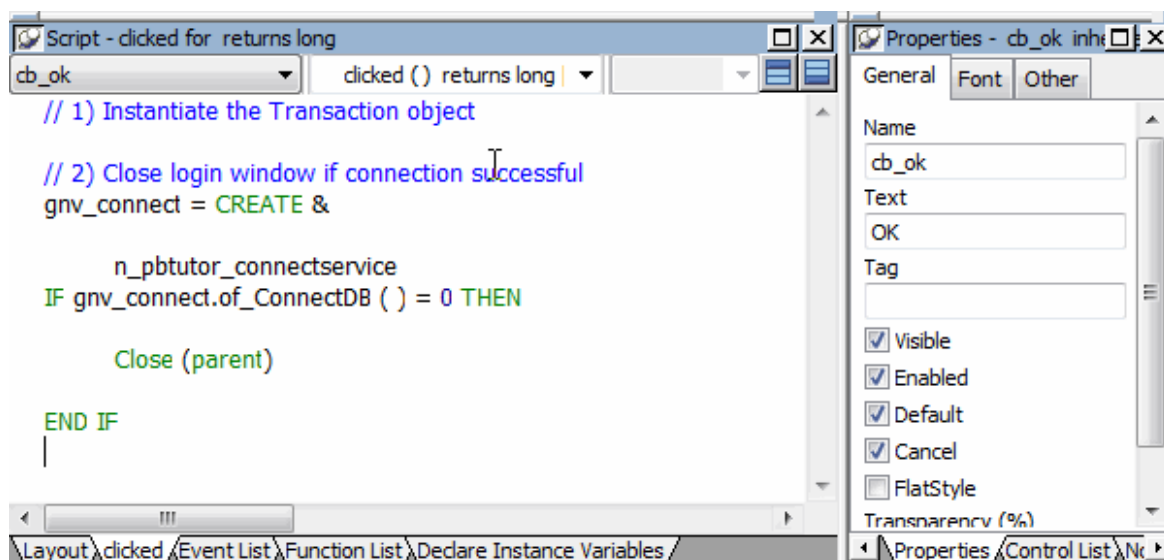 Script - clicked for returns long
cb_ok
clicked ( ) returns long
// 1) Instantiate the Transaction object
// 2) Close login window if connection successful
gnv_connect = CREATE &
n_pbtutor_connectservice
IF gnv_connect.of_ConnectDB ( ) = 0 THEN
Close (parent)
END IF
Layout clicked Event List Function List Declare Instance Variables
Properties - cb_ok
General Font Other
Name
cb_ok
Text
OK
Tag
Visible
Enabled
Default
Cancel
FlatStyle
Transparency (%)
Properties Control List